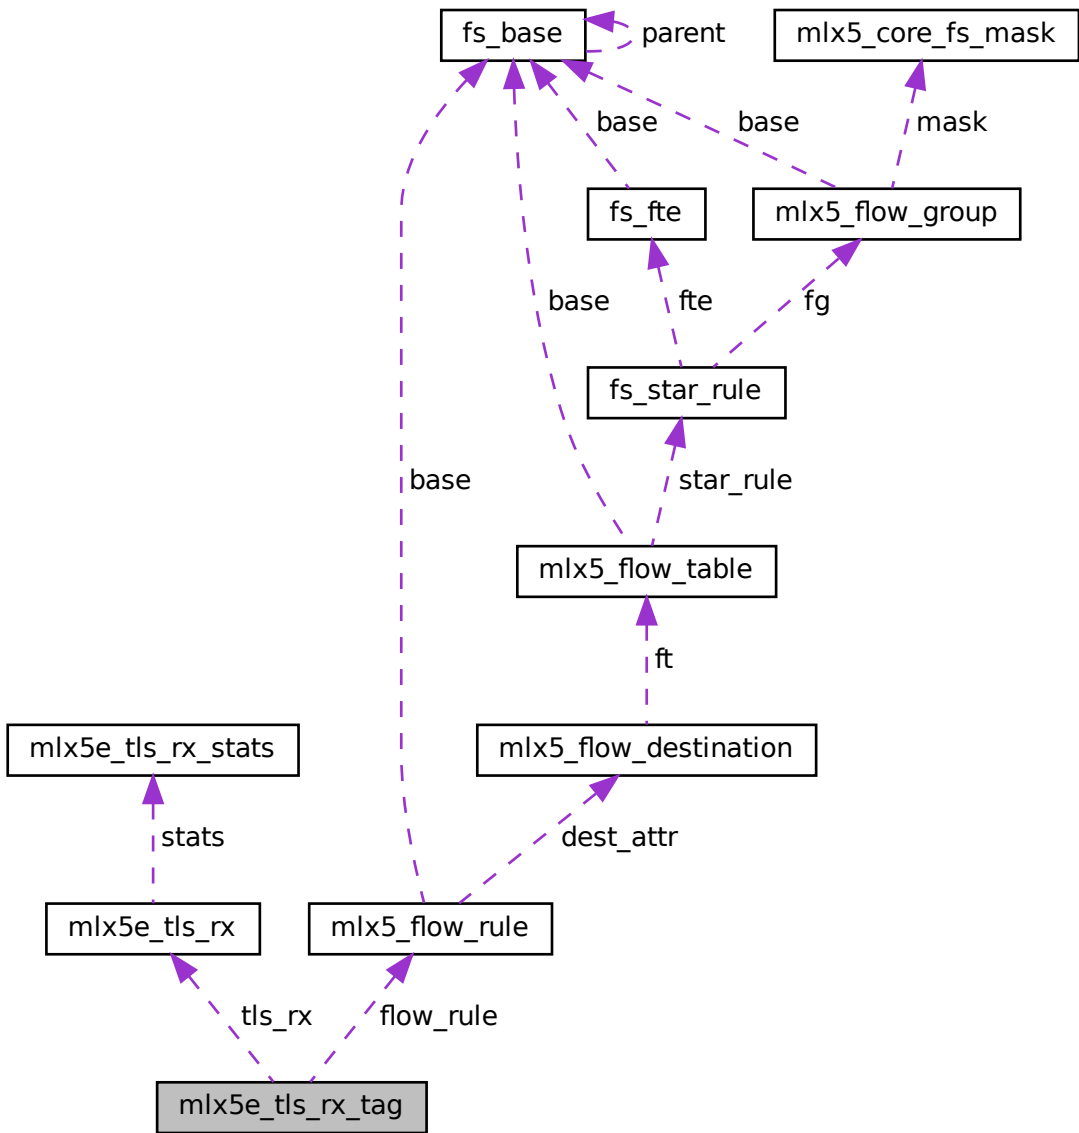 fs_base
parent
mlx5_core_fs_mask
base
base
mask
fs_fte
mlx5_flow_group
base
fte
fg
fs_star_rule
base
star_rule
mlx5_flow_table
ft
mlx5e_tls_rx_stats
mlx5_flow_destination
stats
dest_attr
mlx5e_tls_rx
mlx5_flow_rule
tls_rx
flow_rule
mlx5e_tls_rx_tag